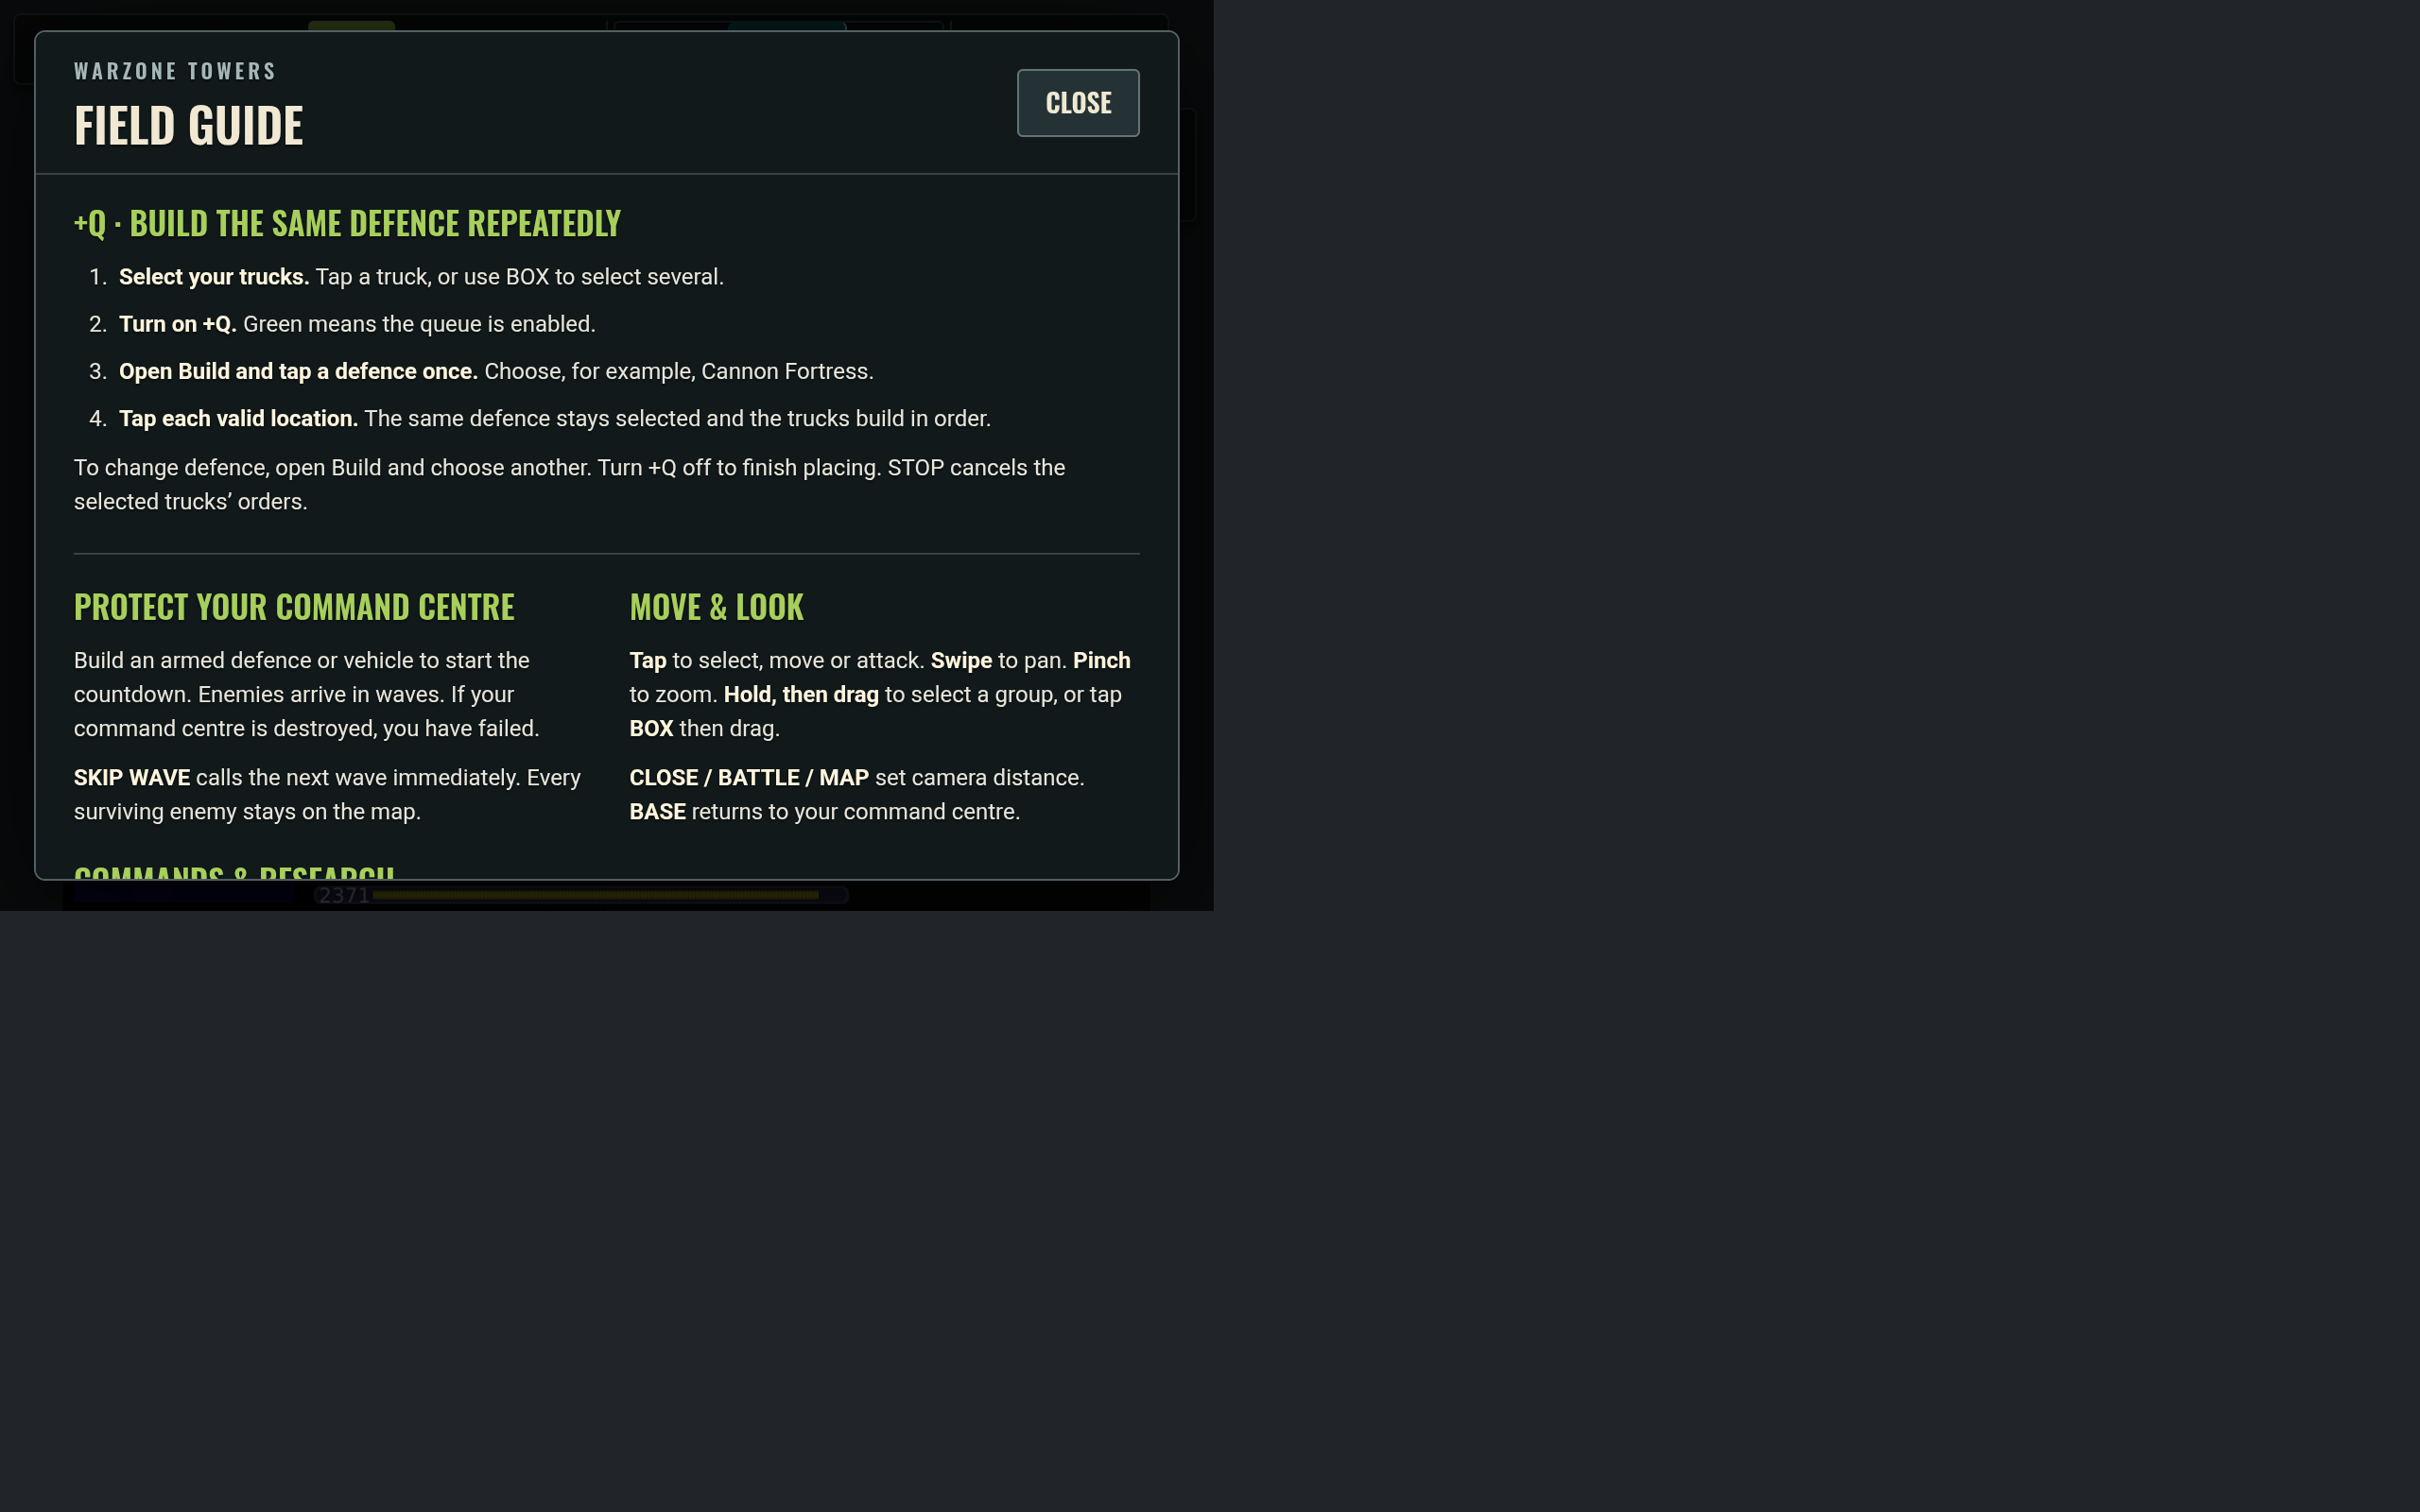 WARZONE TOWERS
FIELD GUIDE
CLOSE
+Q · BUILD THE SAME DEFENCE REPEATEDLY
1. Select your trucks. Tap a truck, or use BOX to select several.
2. Turn on +Q. Green means the queue is enabled.
3. Open Build and tap a defence once. Choose, for example, Cannon Fortress.
4. Tap each valid location. The same defence stays selected and the trucks build in order.
To change defence, open Build and choose another. Turn +Q off to finish placing. STOP cancels the
selected trucks’ orders.
PROTECT YOUR COMMAND CENTRE
Build an armed defence or vehicle to start the
countdown. Enemies arrive in waves. If your
command centre is destroyed, you have failed.
SKIP WAVE calls the next wave immediately. Every
surviving enemy stays on the map.
MOVE & LOOK
Tap to select, move or attack. Swipe to pan. Pinch
to zoom. Hold, then drag to select a group, or tap
BOX then drag.
CLOSE / BATTLE / MAP set camera distance.
BASE returns to your command centre.
COMMANDS & RESEARCH
2371